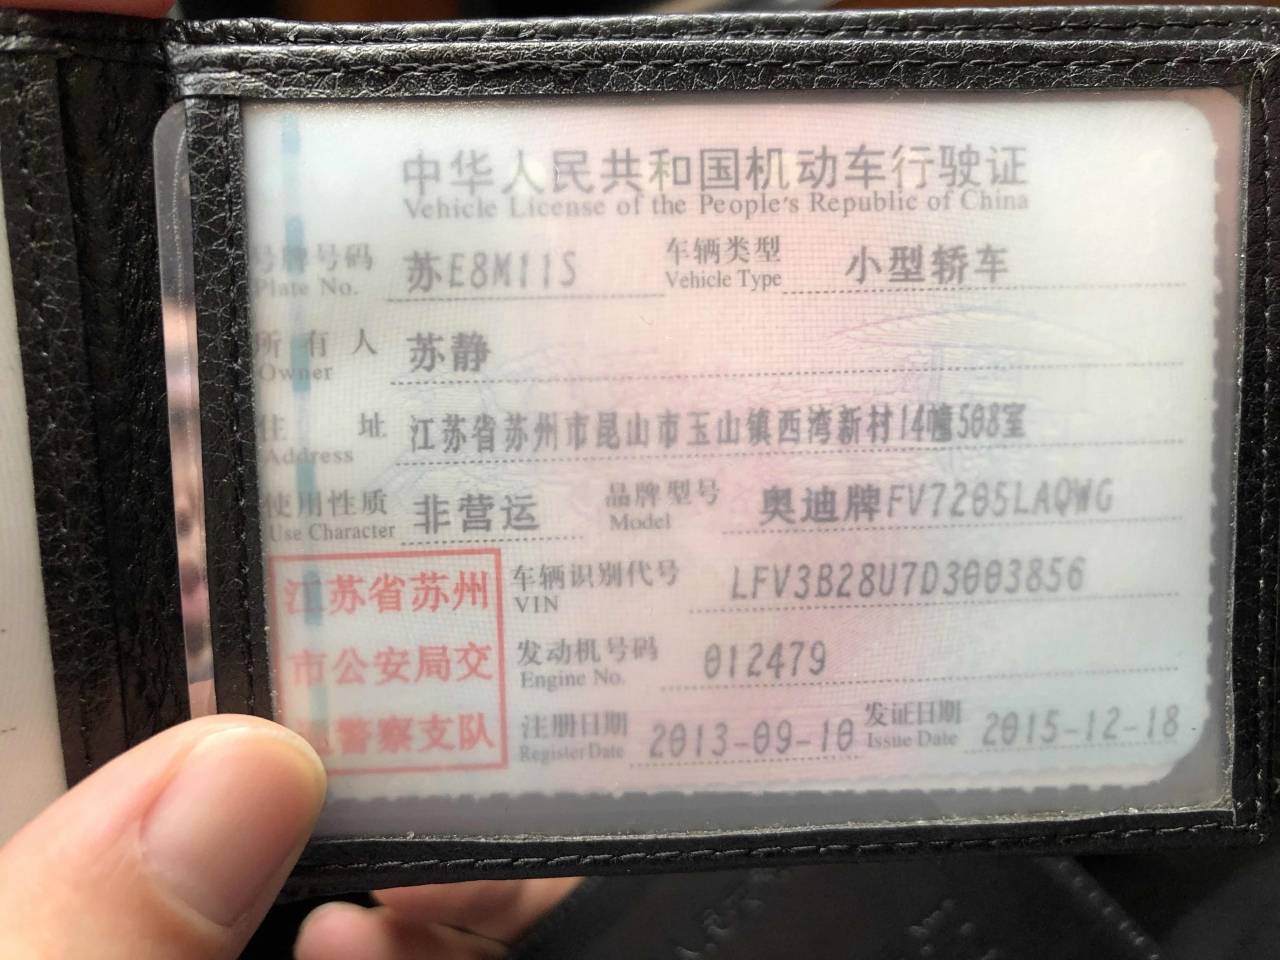 中华人民共和国机动车行驶证
Vehicle License of the People's Republic of China
号牌号码 苏E8M11S 车辆类型 小型轿车
Plate No. Vehicle Type
所有人 苏静
Owner
住址 江苏省苏州市昆山市玉山镇西湾新村14幢508室
Address
使用性质 非营运 品牌型号 奥迪牌FV7205LAQWG
Use Character Model
江苏省苏州
市公安局交
警察支队
车辆识别代号 LFV3B28U7D3003856
VIN
发动机号码 012479
Engine No.
注册日期 2013-09-10 发证日期 2015-12-18
Register Date Issue Date